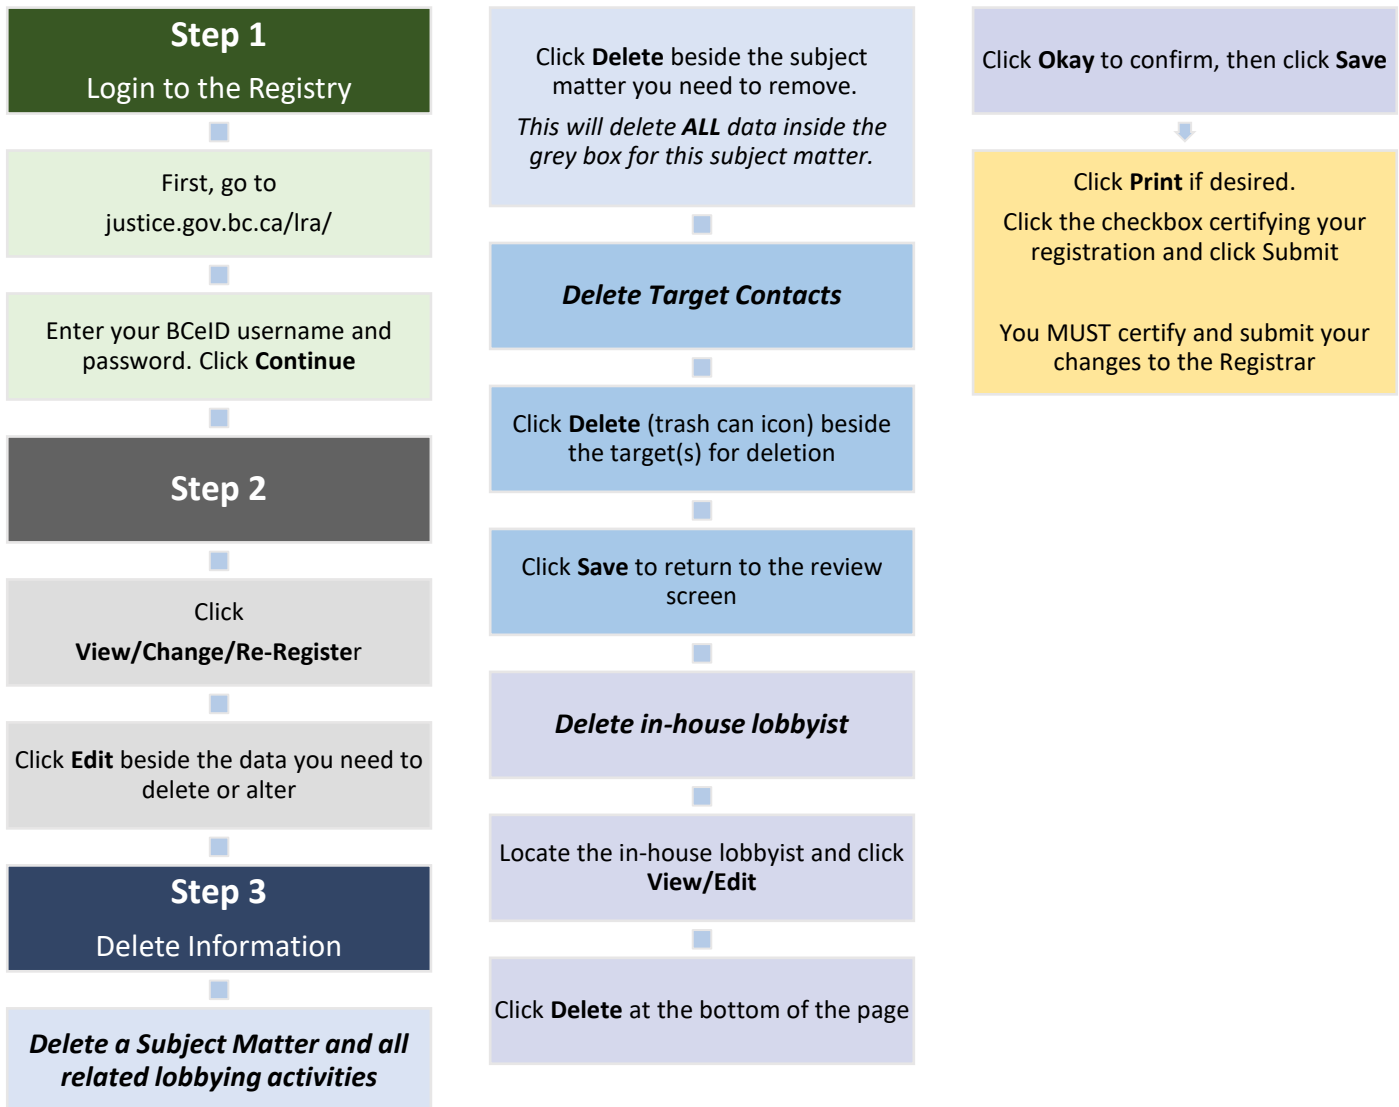 Step 1
Login to the Registry
First, go to
justice.gov.bc.ca/lra/
Enter your BCeID username and
password. Click Continue
Step 2
Click
View/Change/Re-Register
Click Edit beside the data you need to
delete or alter
Step 3
Delete Information
Delete a Subject Matter and all
related lobbying activities
Click Delete beside the subject
matter you need to remove.
This will delete ALL data inside the
grey box for this subject matter.
Delete Target Contacts
Click Delete (trash can icon) beside
the target(s) for deletion
Click Save to return to the review
screen
Delete in-house lobbyist
Locate the in-house lobbyist and click
View/Edit
Click Delete at the bottom of the page
Click Okay to confirm, then click Save
Click Print if desired.
Click the checkbox certifying your
registration and click Submit
You MUST certify and submit your
changes to the Registrar